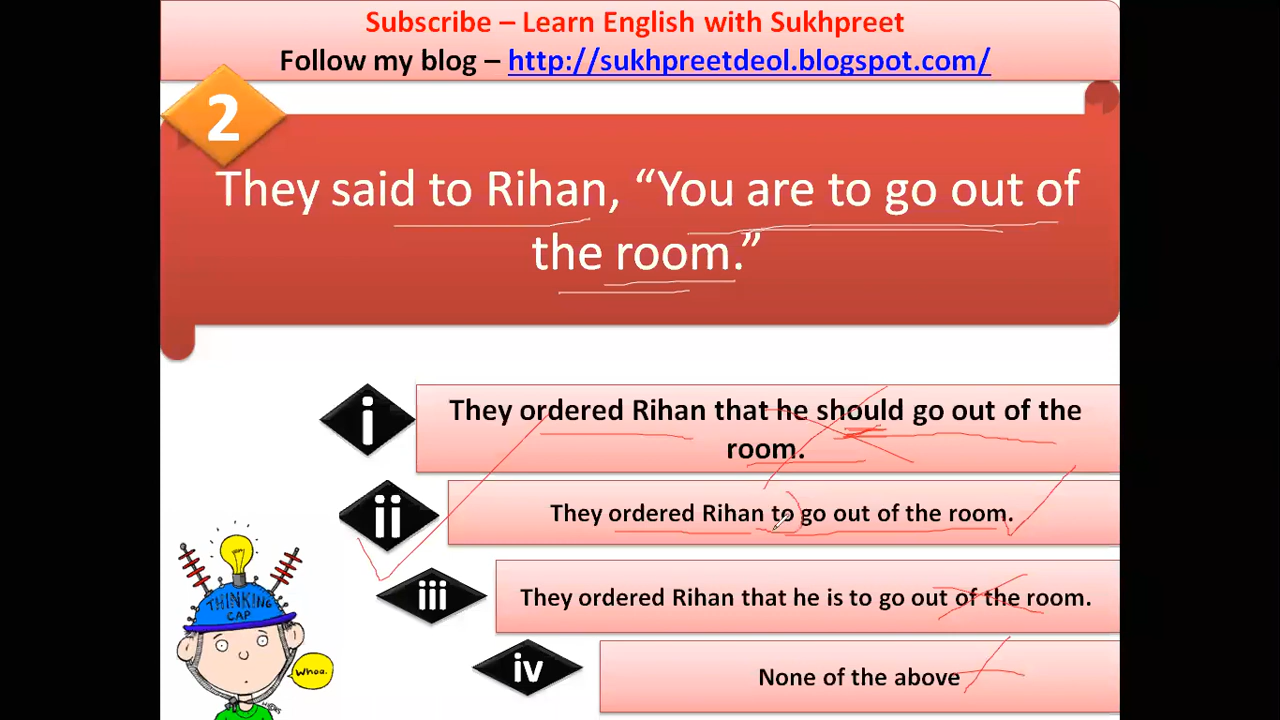 Subscribe – Learn English with Sukhpreet
Follow my blog – http://sukhpreetdeol.blogspot.com/
2
They said to Rihan, “You are to go out of
the room.”
i
They ordered Rihan that he should go out of the
room.
ii
They ordered Rihan to go out of the room.
iii
They ordered Rihan that he is to go out of the room.
iv
None of the above
THINKING
CAP
Whoa.